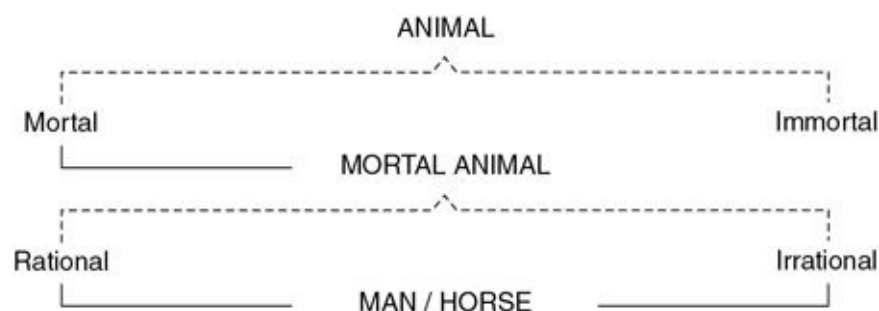 ANIMAL
Mortal Immortal
MORTAL ANIMAL
Rational Irrational
MAN / HORSE